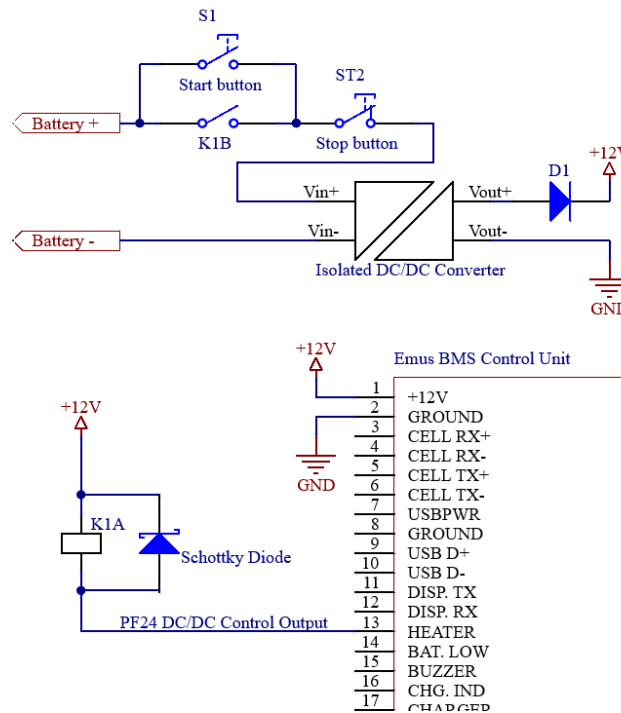 S1
Start button
ST2
Battery +
K1B
Stop button
D1
+12V
Vin+
Vout+
Battery -
Vin-
Vout-
Isolated DC/DC Converter
GND
+12V
Emus BMS Control Unit
+12V
GND
K1A
Schottky Diode
PF24 DC/DC Control Output
1 +12V
2 GROUND
3 CELL RX+
4 CELL RX-
5 CELL TX+
6 CELL TX-
7 USBPWR
8 GROUND
9 USB D+
10 USB D-
11 DISP. TX
12 DISP. RX
13 HEATER
14 BAT. LOW
15 BUZZER
16 CHG. IND
17 CHARGER